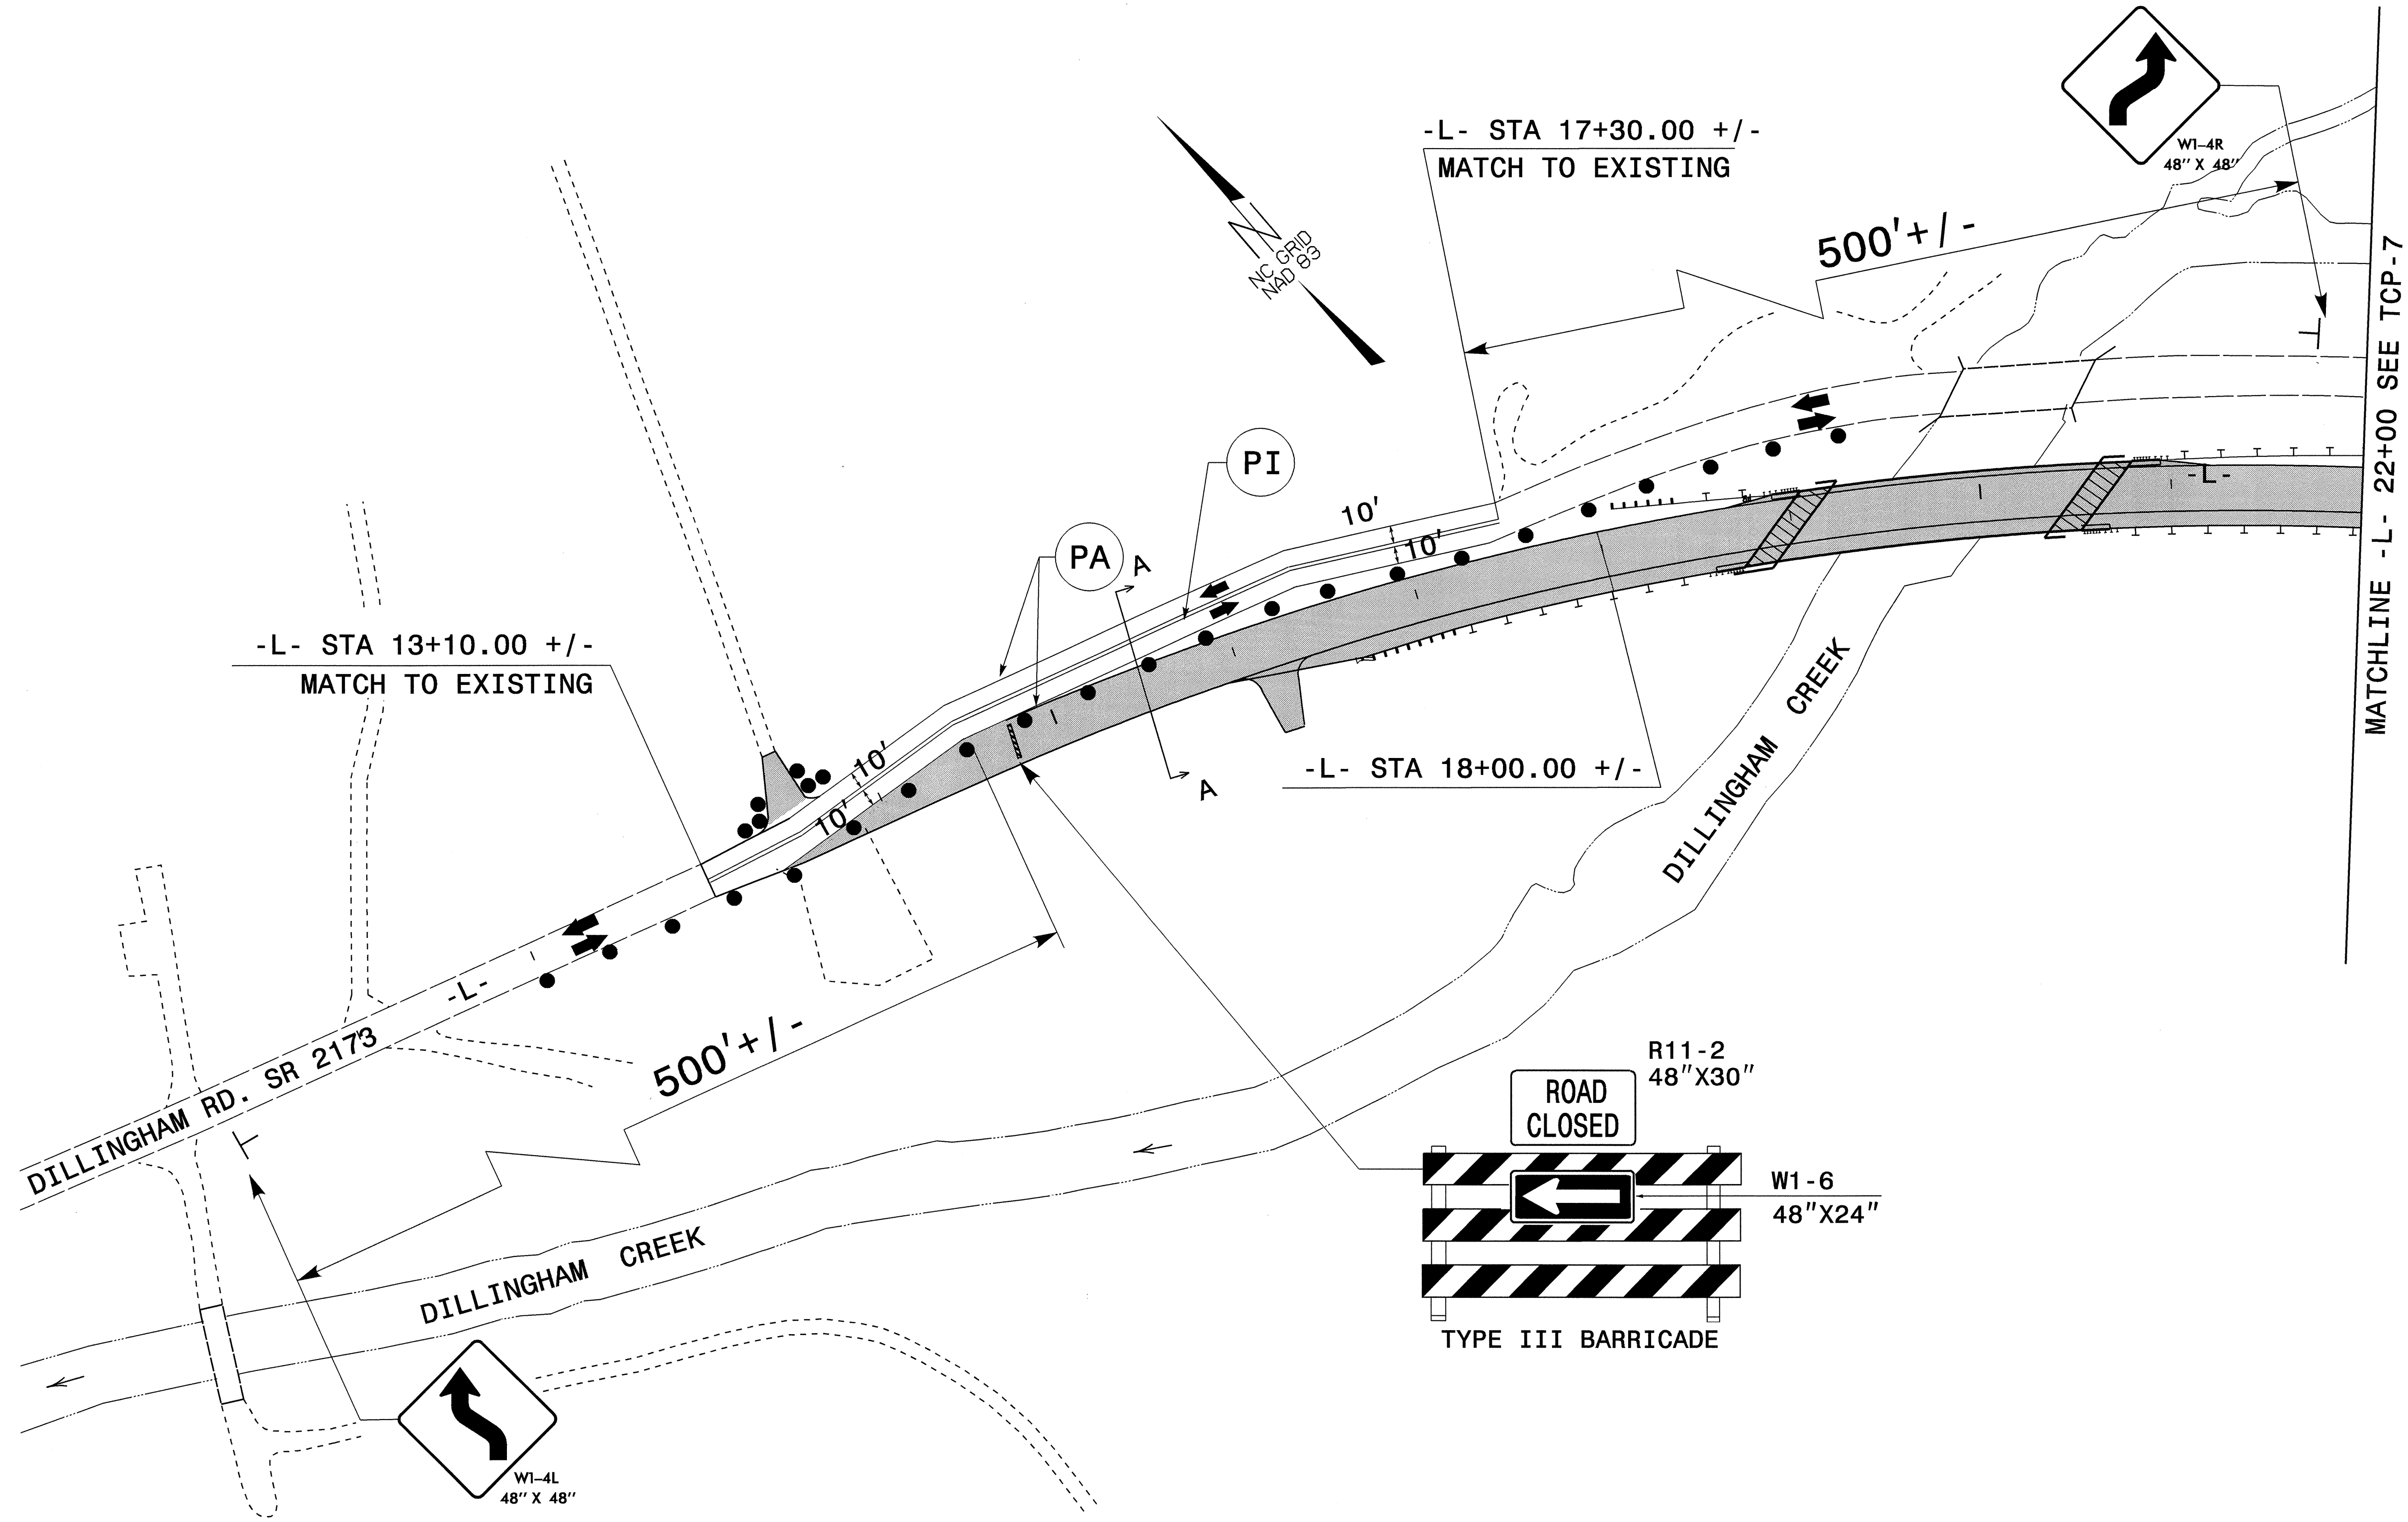 W1-4R
48" X 48"
-L- STA 17+30.00 +/-
MATCH TO EXISTING
500'+/-
N
NC GRID
NAD 83
MATCHLINE -L- 22+00 SEE TCP-7
PI
10'
10'
-L-
PA
A
-L- STA 13+10.00 +/-
MATCH TO EXISTING
10'
10'
A
-L- STA 18+00.00 +/-
DILLINGHAM CREEK
-L-
DILLINGHAM RD. SR 2173
500'+/-
R11-2
48"X30"
ROAD
CLOSED
W1-6
48"X24"
TYPE III BARRICADE
DILLINGHAM CREEK
W1-4L
48" X 48"